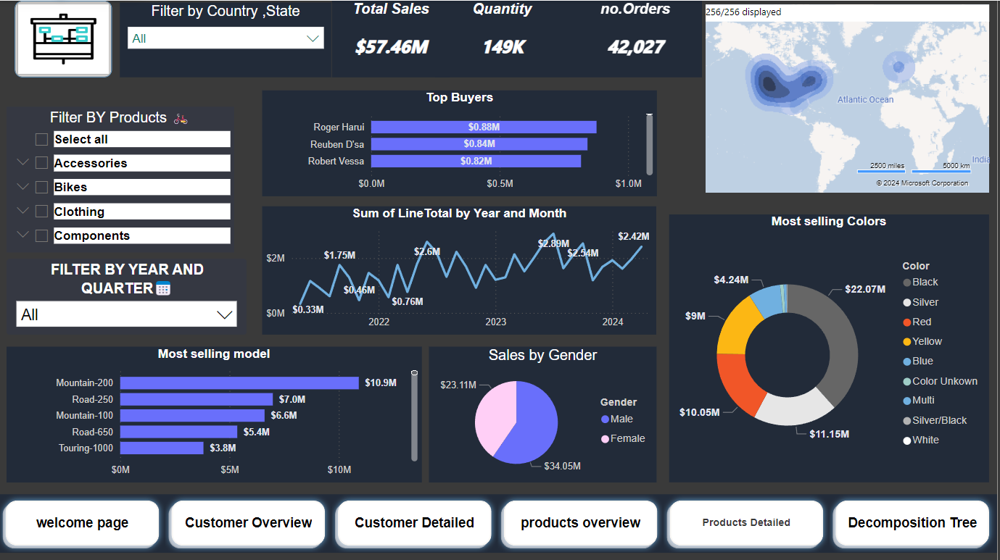 Filter by Country ,State
All
Total Sales
Quantity
no.Orders
$57.46M
149K
42,027
256/256 displayed
Atlantic Ocean
India
2500 miles
5000 km
© 2024 Microsoft Corporation
Filter BY Products
Select all
Accessories
Bikes
Clothing
Components
FILTER BY YEAR AND
QUARTER
All
Top Buyers
Roger Harui
$0.88M
Reuben D'sa
$0.84M
Robert Vessa
$0.82M
$0.0M
$0.5M
$1.0M
Sum of LineTotal by Year and Month
$2M
$0M
$0.33M
$1.75M
$0.46M
$0.76M
$2.6M
$2.89M
$2.54M
$2.42M
2022
2023
2024
Most selling Colors
$4.24M
$9M
$10.05M
$11.15M
$22.07M
Color
Black
Silver
Red
Yellow
Blue
Color Unkown
Multi
Silver/Black
White
Most selling model
Mountain-200
$10.9M
Road-250
$7.0M
Mountain-100
$6.6M
Road-650
$5.4M
Touring-1000
$3.8M
$0M
$5M
$10M
Sales by Gender
$23.11M
$34.05M
Gender
Male
Female
welcome page
Customer Overview
Customer Detailed
products overview
Products Detailed
Decomposition Tree